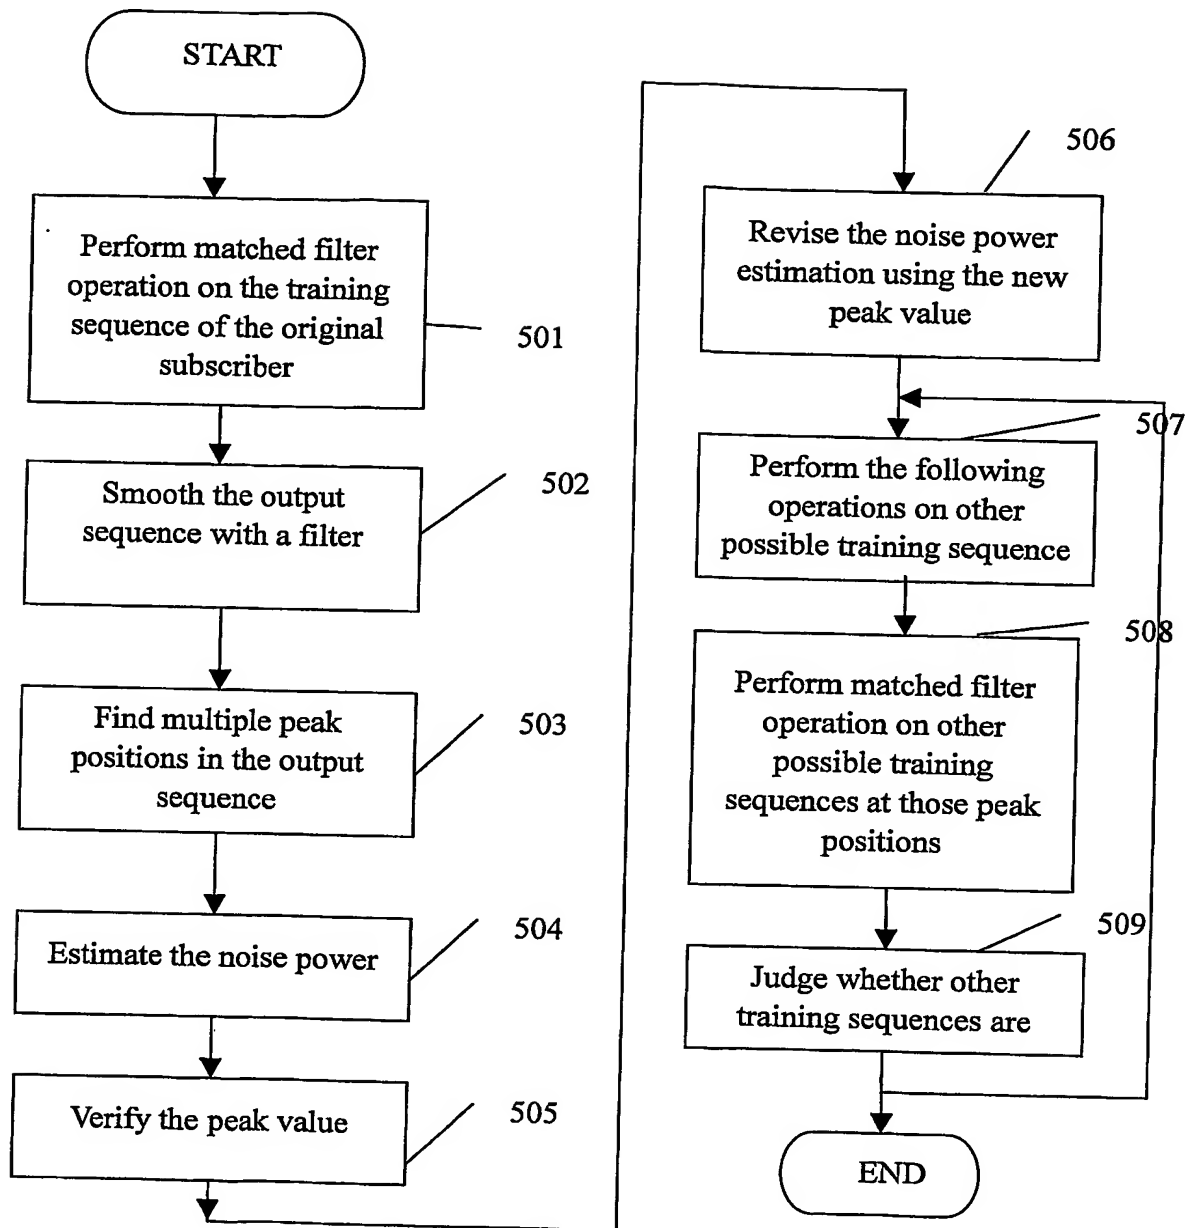 START
Perform matched filter
operation on the training
sequence of the original
subscriber
501
Smooth the output
sequence with a filter
502
Find multiple peak
positions in the output
sequence
503
Estimate the noise power
504
Verify the peak value
505
506
Revise the noise power
estimation using the new
peak value
507
Perform the following
operations on other
possible training sequence
508
Perform matched filter
operation on other
possible training
sequences at those peak
positions
509
Judge whether other
training sequences are
END